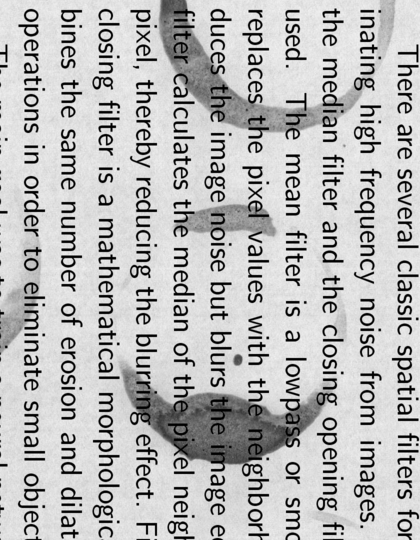 There are several classic spatial filters for
inating high frequency noise from images.
the median filter and the closing opening fil
used. The mean filter is a lowpass or smo
replaces the pixel values with the neighborh
duces the image noise but blurs the image e
filter calculates the median of the pixel neigh
pixel, thereby reducing the blurring effect. Fi
closing filter is a mathematical morphologic
bines the same number of erosion and dilat
operations in order to eliminate small object